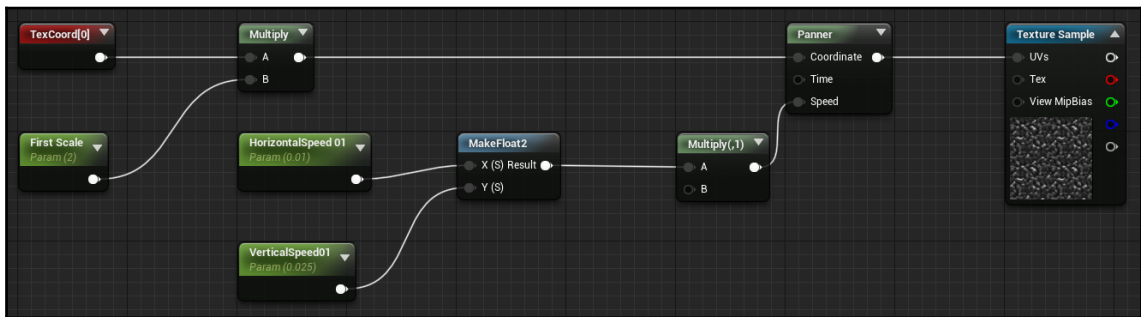 TexCoord[0]
Multiply
A
B
Panner
Coordinate
Time
Speed
Texture Sample
UVs
Tex
View MipBias
First Scale
Param (2)
HorizontalSpeed 01
Param (0.01)
MakeFloat2
X (S) Result
Y (S)
Multiply(,1)
A
B
VerticalSpeed01
Param (0.025)